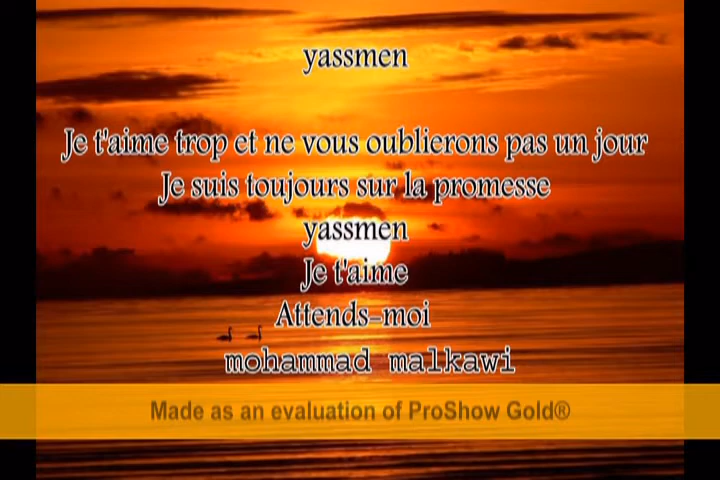 yassmen
Je t'aime trop et ne vous oublierons pas un jour
Je suis toujours sur la promesse
yassmen
Je t'aime
Attends-moi
mohammad malkawi
Made as an evaluation of ProShow Gold®